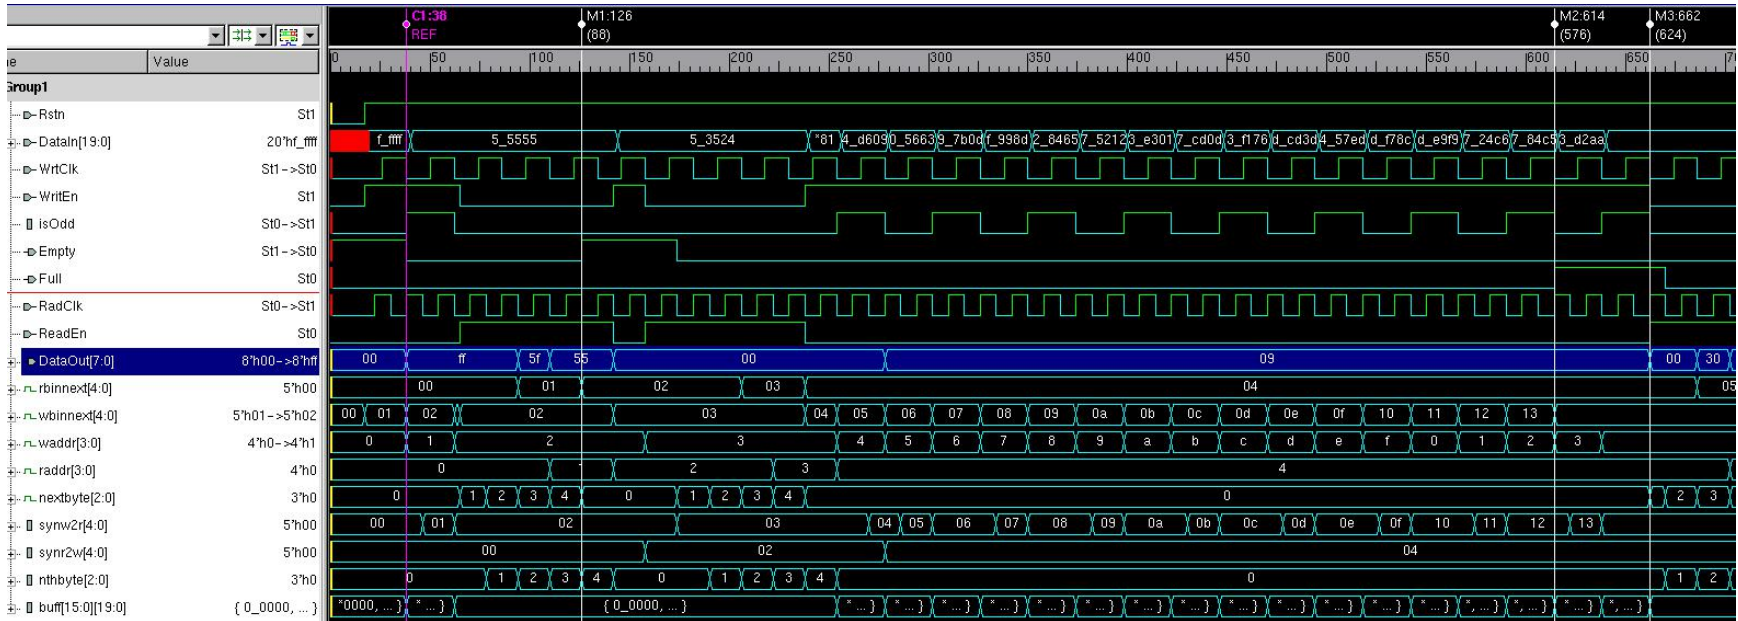 C1:38 M1:126 M2:614 M3:662
REF (88) (576) (624)
Value 0 50 100 150 200 250 300 350 400 450 500 550 600 650
Group1
Rstn St1
DataIn[19:0] 20'hf_ffff f_ffff 5_5555 5_3524 *81 4_d609 0_5663 9_7b0d f_998d 2_8465 7_5212 3_e301 7_cd0d 3_f176 d_cd3d 4_57ed d_f78c d_e9f9 7_24c6 7_84c5 3_d2aa
WrtClk St1->St0
WritEn St1
isOdd St0->St1
Empty St1->St0
Full St0
RadClk St0->St1
ReadEn St0
DataOut[7:0] 8'h00->8'hff 00 ff 5f 55 00 09 00 30
rbinnext[4:0] 5'h00 00 01 02 03 04 05
wbinnext[4:0] 5'h01->5'h02 00 01 02 02 03 04 05 06 07 08 09 0a 0b 0c 0d 0e 0f 10 11 12 13
waddr[3:0] 4'h0->4'h1 0 1 2 3 4 5 6 7 8 9 a b c d e f 0 1 2 3
raddr[3:0] 4'h0 0 1 2 3 4
nextbyte[2:0] 3'h0 0 1 2 3 4 0 1 2 3 4 0 2 3
synw2r[4:0] 5'h00 00 01 02 03 04 05 06 07 08 09 0a 0b 0c 0d 0e 0f 10 11 12 13
synr2w[4:0] 5'h00 00 02 04
nthbyte[2:0] 3'h0 0 1 2 3 4 0 1 2 3 4 0 1 2
buff[15:0][19:0] { 0_0000, ... } *0000, ... } * ... } { 0_0000, ... } * ... } * ... } * ... } * ... } * ... } * ... } * ... } * ... } * ... } * ... } * ... } * ... } * ... } *, ... } *, ... } * ... } *, ... }